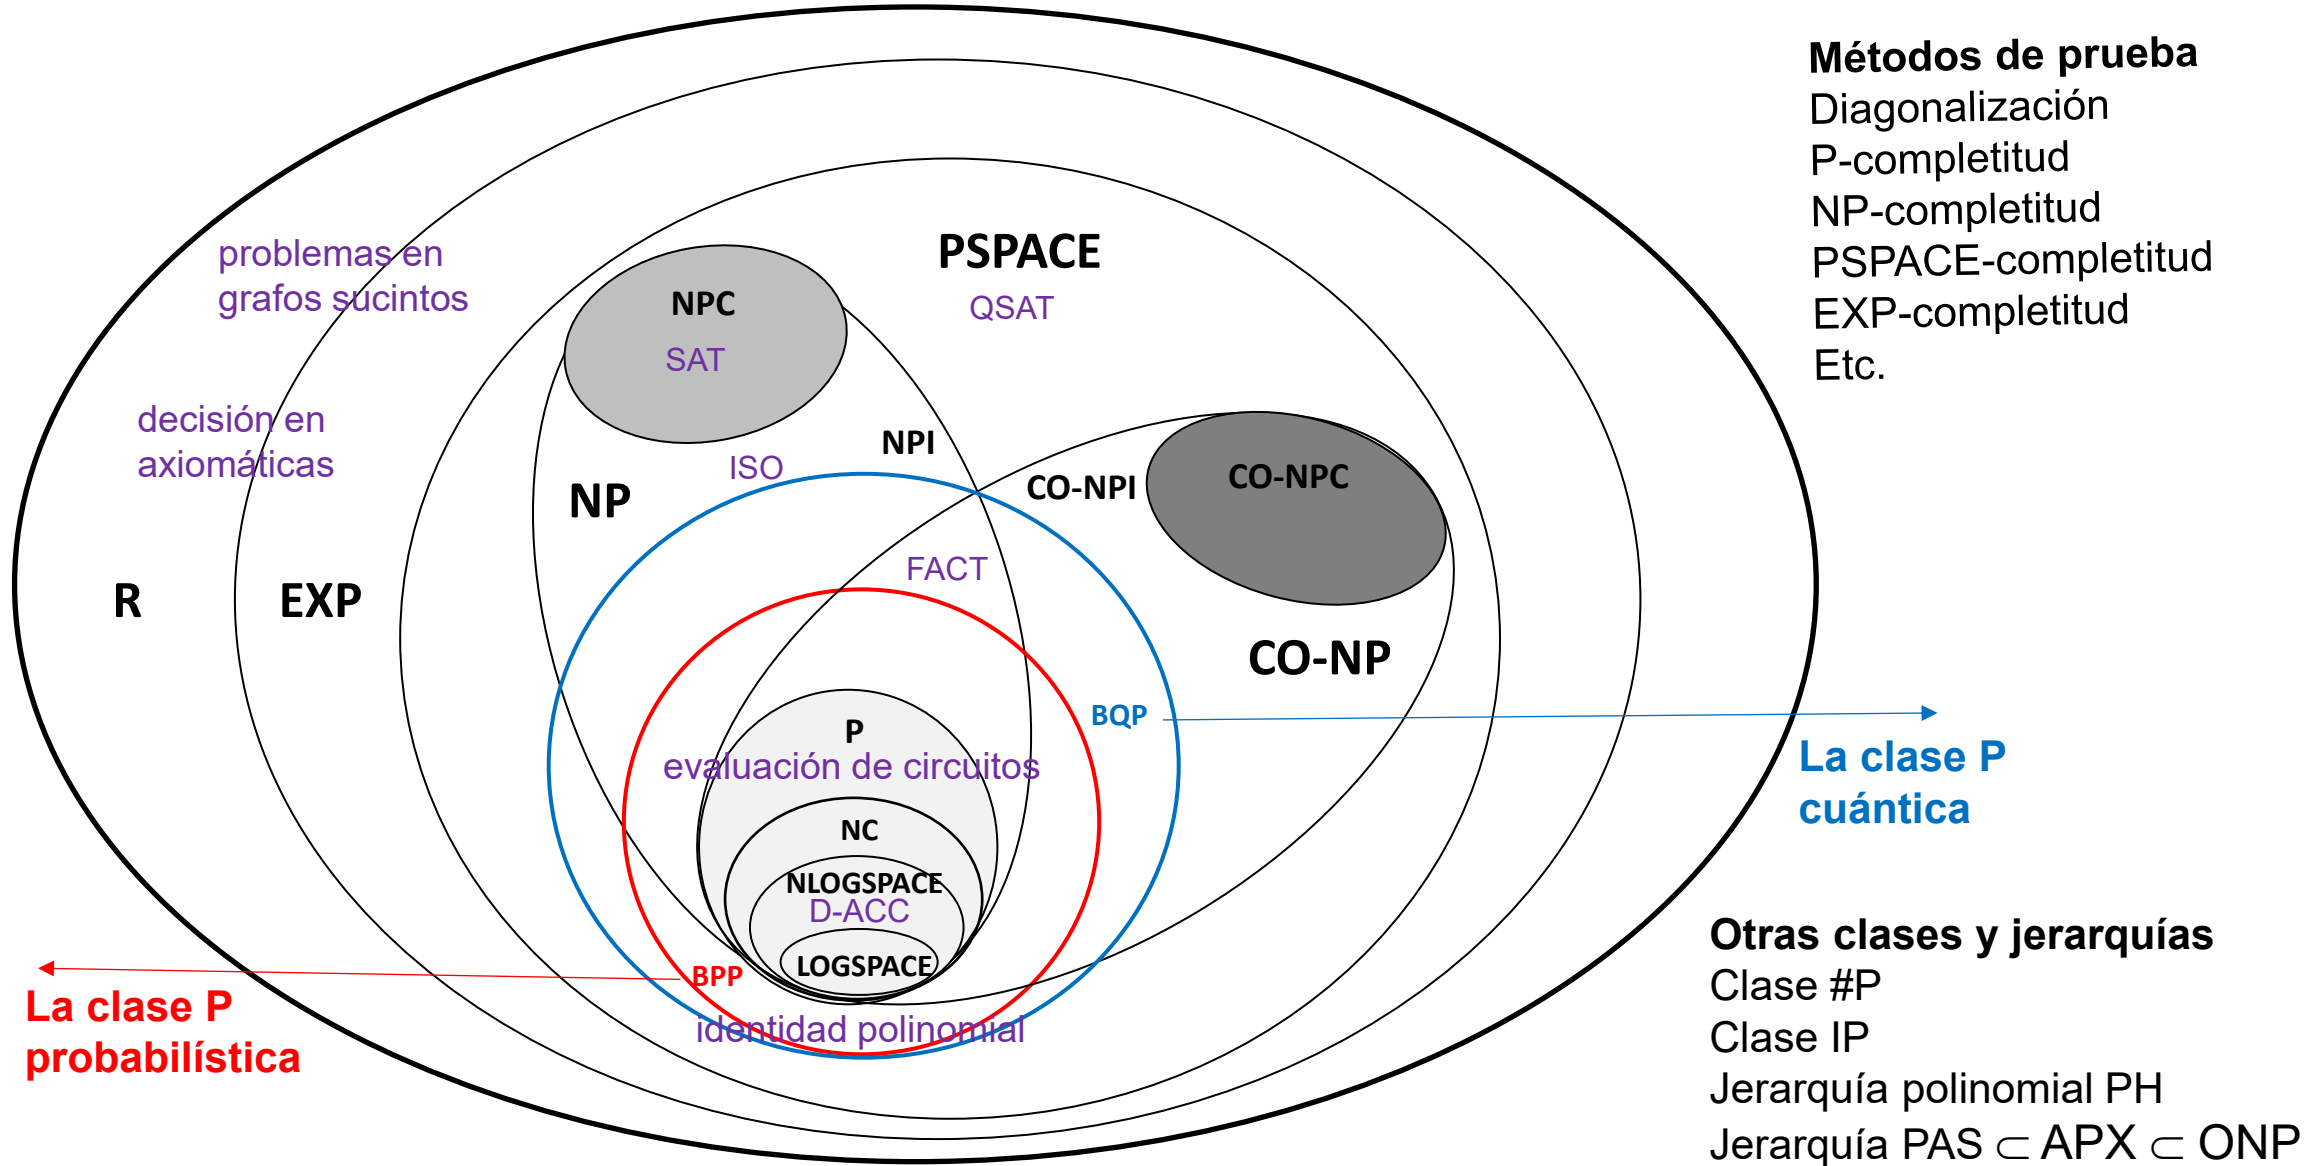 Métodos de prueba
Diagonalización
P-completitud
NP-completitud
PSPACE-completitud
EXP-completitud
Etc.
problemas en
grafos sucintos
decisión en
axiomáticas
PSPACE
QSAT
NPC
SAT
NPI
ISO
NP
CO-NPI
CO-NPC
FACT
R
EXP
CO-NP
BQP
P
evaluación de circuitos
La clase P
cuántica
NC
NLOGSPACE
D-ACC
LOGSPACE
BPP
identidad polinomial
La clase P
probabilística
Otras clases y jerarquías
Clase #P
Clase IP
Jerarquía polinomial PH
Jerarquía PAS ⊂ APX ⊂ ONP